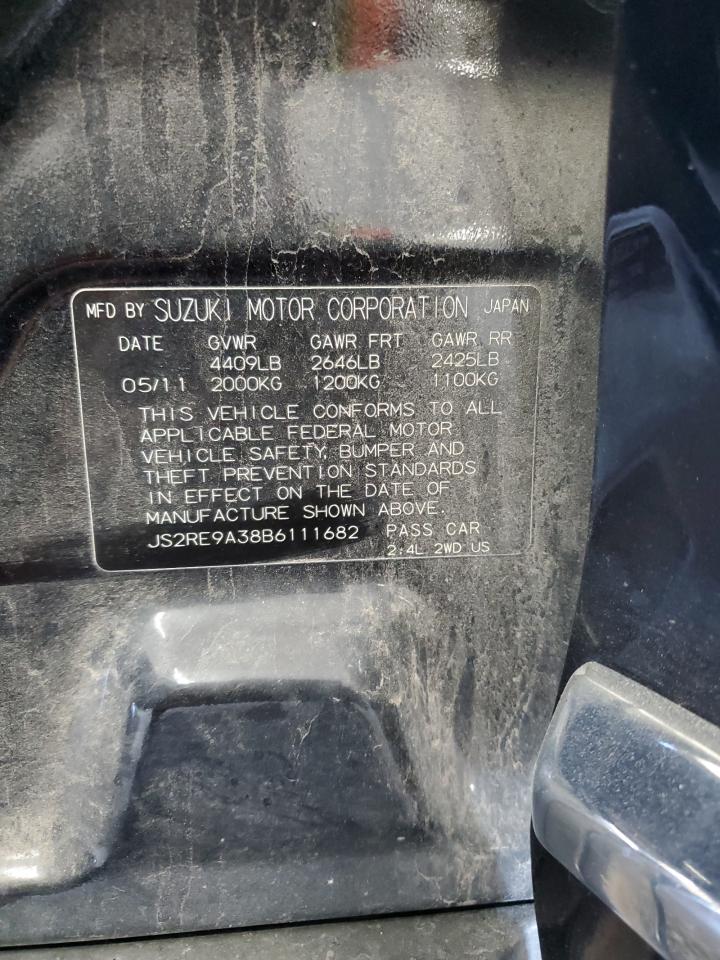 MFD BY SUZUKI MOTOR CORPORATION JAPAN
DATE GVWR GAWR FRT GAWR RR
4409LB 2646LB 2425LB
05/11 2000KG 1200KG 1100KG
THIS VEHICLE CONFORMS TO ALL
APPLICABLE FEDERAL MOTOR
VEHICLE SAFETY, BUMPER AND
THEFT PREVENTION STANDARDS
IN EFFECT ON THE DATE OF
MANUFACTURE SHOWN ABOVE.
JS2RE9A38B6111682 PASS CAR
2.4L 2WD US